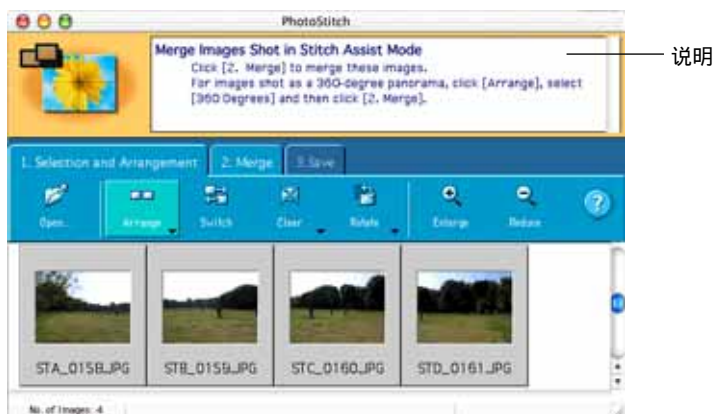 PhotoStitch
Merge Images Shot in Stitch Assist Mode
Click [2. Merge] to merge these images.
For images shot as a 360-degree panorama, click [Arrange], select
[360 Degrees] and then click [2. Merge].
说明
1. Selection and Arrangement
2. Merge
3. Save
Open...
Arrange
Switch
Clear
Rotate
Enlarge
Reduce
?
STA_0158.JPG
STB_0159.JPG
STC_0160.JPG
STD_0161.JPG
No. of Images: 4